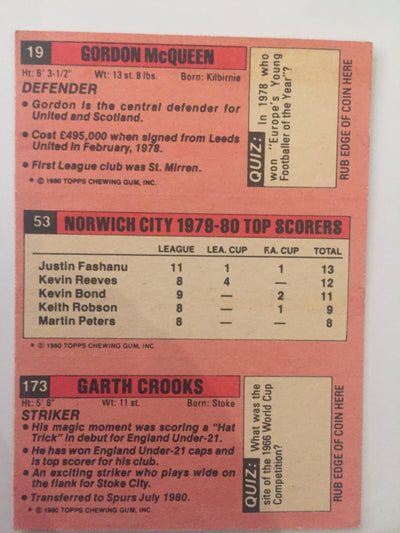 19 GORDON McQUEEN
Ht: 6' 3-1/2" Wt: 13 st. 8 lbs. Born: Kilbirnie
DEFENDER
• Gordon is the central defender for
United and Scotland.
• Cost £495,000 when signed from Leeds
United in February, 1978.
• First League club was St. Mirren.
* © 1980 TOPPS CHEWING GUM, INC.
QUIZ: In 1978 who
won "Europe's Young
Footballer of the Year"?
RUB EDGE OF COIN HERE
53 NORWICH CITY 1979-80 TOP SCORERS
LEAGUE LEA. CUP F.A. CUP TOTAL
Justin Fashanu 11 1 1 13
Kevin Reeves 8 4 — 12
Kevin Bond 9 — 2 11
Keith Robson 8 — 1 9
Martin Peters 8 — — 8
* © 1980 TOPPS CHEWING GUM, INC.
173 GARTH CROOKS
Ht: 5' 8" Wt: 11 st. Born: Stoke
STRIKER
• His magic moment was scoring a "Hat
Trick" in debut for England Under-21.
• He has won England Under-21 caps and
is top scorer for his club.
• An exciting striker who plays wide on
the flank for Stoke City.
• Transferred to Spurs July 1980.
* © 1980 TOPPS CHEWING GUM, INC.
QUIZ: What was the
site of the 1966 World Cup
Competition?
RUB EDGE OF COIN HERE